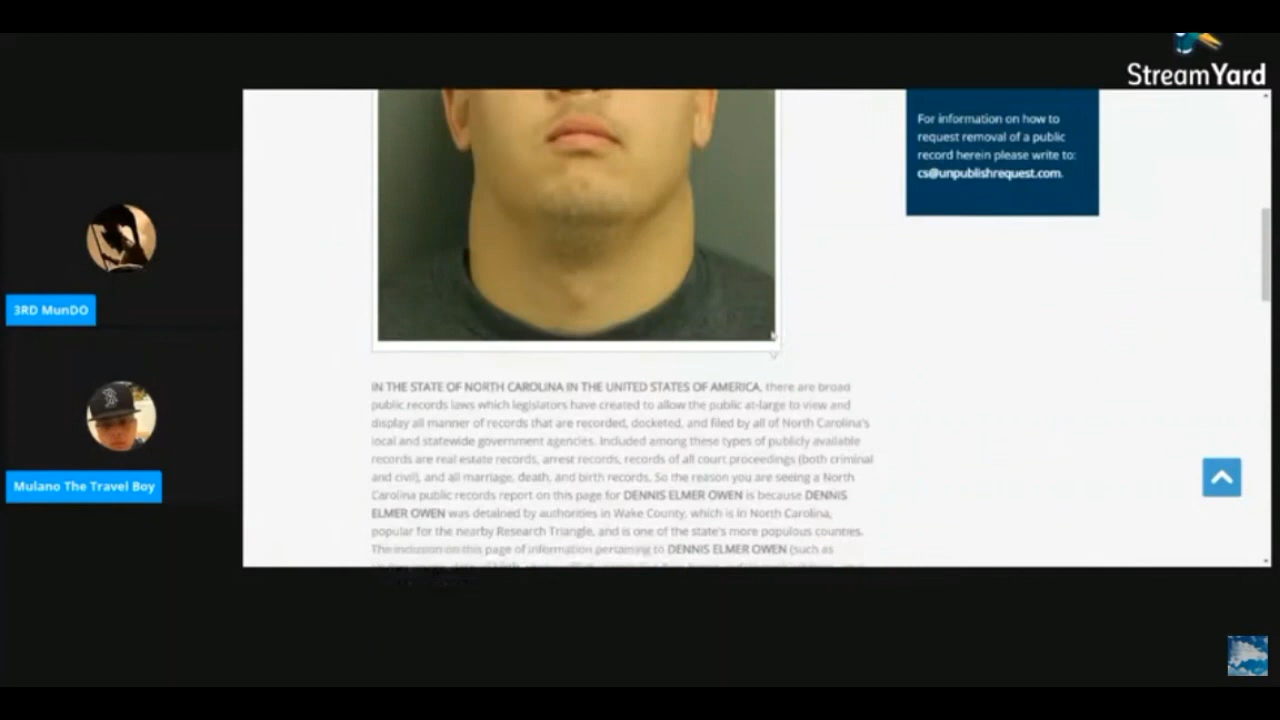 StreamYard
For information on how to
request removal of a public
record herein please write to:
cs@unpublishrequest.com.
3RD MunDO
Mulano The Travel Boy
IN THE STATE OF NORTH CAROLINA IN THE UNITED STATES OF AMERICA, there are broad
public records laws which legislators have created to allow the public at-large to view and
display all manner of records that are recorded, docketed, and filed by all of North Carolina's
local and statewide government agencies. Included among these types of publicly available
records are real estate records, arrest records, records of all court proceedings (both criminal
and civil), and all marriage, death, and birth records. So the reason you are seeing a North
Carolina public records report on this page for DENNIS ELMER OWEN is because DENNIS
ELMER OWEN was detained by authorities in Wake County, which is in North Carolina,
popular for the nearby Research Triangle, and is one of the state's more populous counties.
The inclusion on this page of information pertaining to DENNIS ELMER OWEN (such as